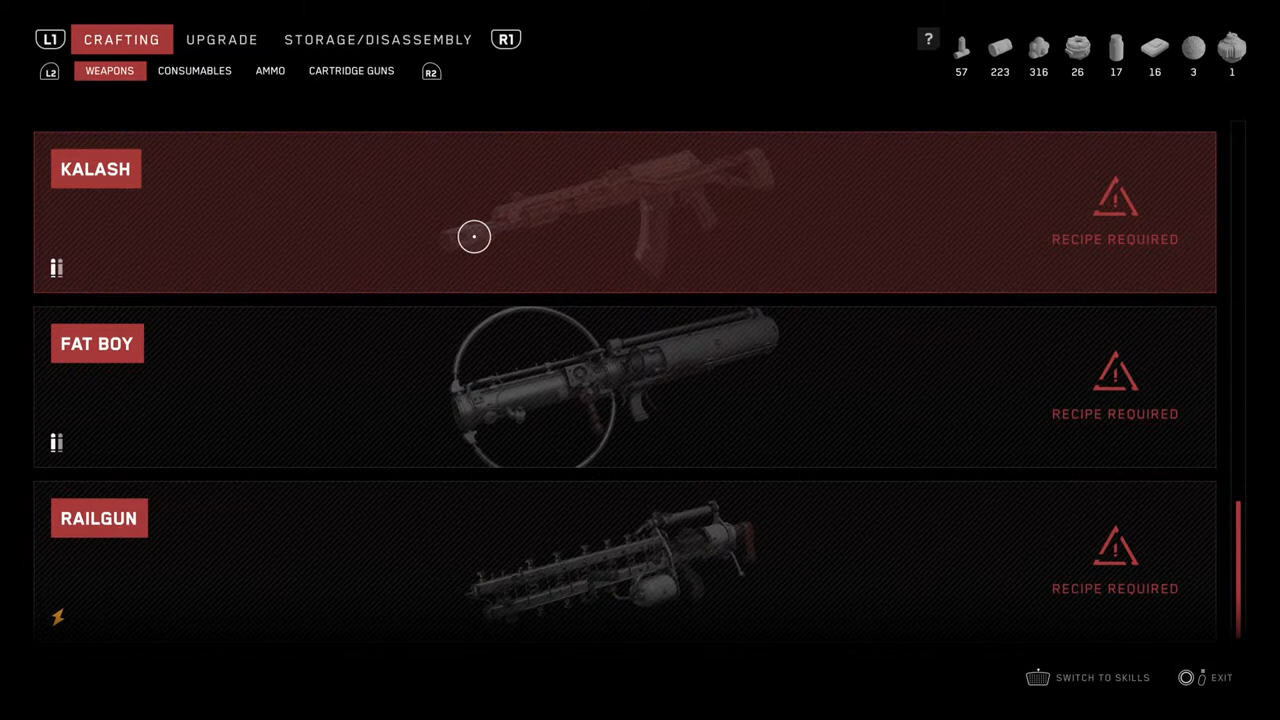 L1 CRAFTING UPGRADE STORAGE/DISASSEMBLY R1 ?
L2 WEAPONS CONSUMABLES AMMO CARTRIDGE GUNS R2
57 223 316 26 17 16 3 1
KALASH
RECIPE REQUIRED
FAT BOY
RECIPE REQUIRED
RAILGUN
RECIPE REQUIRED
SWITCH TO SKILLS EXIT